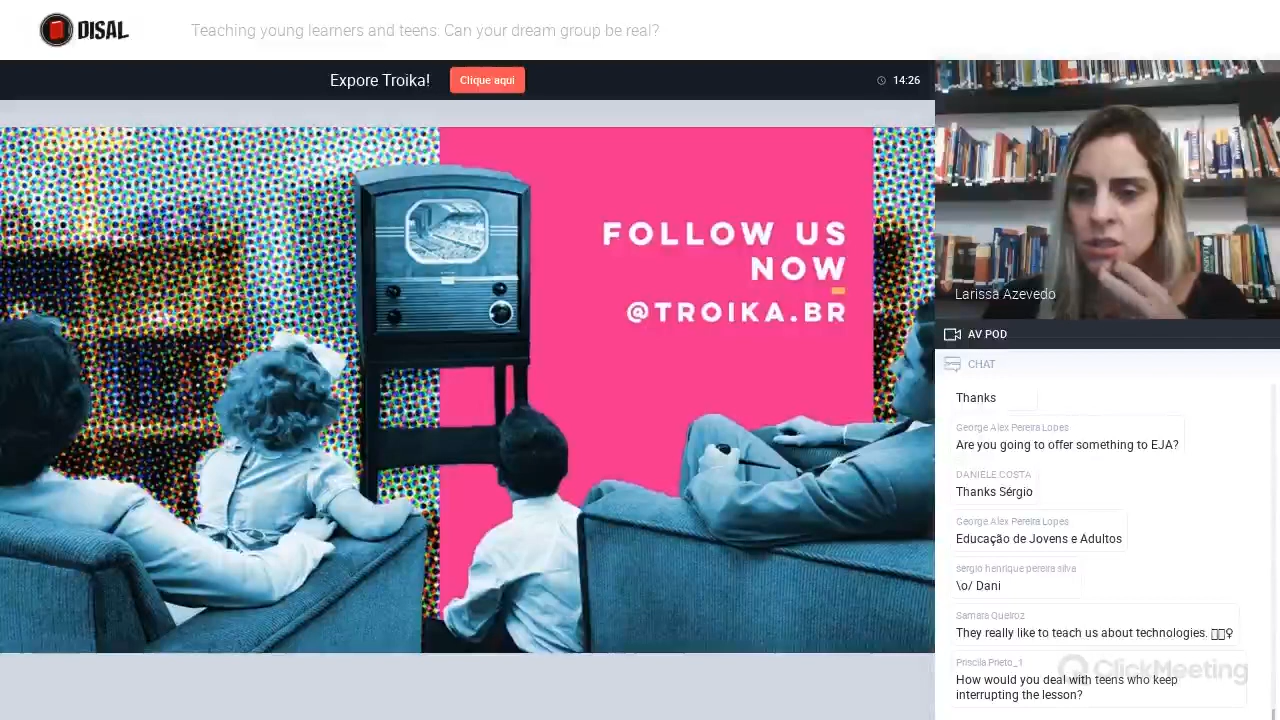 DISAL
Teaching young learners and teens: Can your dream group be real?
Expore Troika!
Clique aqui
14:26
FOLLOW US
NOW
@TROIKA.BR
Larissa Azevedo
AV POD
CHAT
Thanks
George Alex Pereira Lopes
Are you going to offer something to EJA?
DANIELE COSTA
Thanks Sérgio
George Alex Pereira Lopes
Educação de Jovens e Adultos
sergio henrique pereira silva
\o/ Dani
Samara Queiroz
They really like to teach us about technologies. 
Priscila Prieto_1
How would you deal with teens who keep
interrupting the lesson?
ClickMeeting